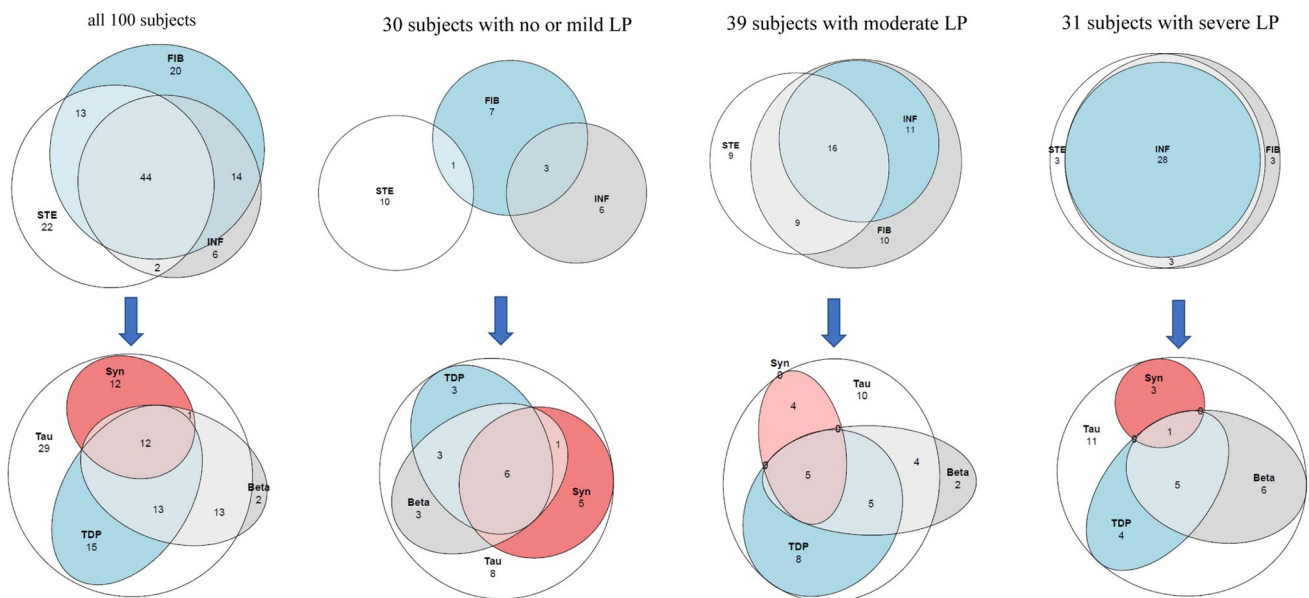 all 100 subjects
30 subjects with no or mild LP
39 subjects with moderate LP
31 subjects with severe LP
FIB
20
13
44
14
STE
22
INF
6
2
FIB
7
1
3
STE
10
INF
6
STE
9
INF
11
16
9
FIB
10
STE
3
INF
28
FIB
3
3
Syn
12
1
Tau
29
12
Beta
2
13
13
TDP
15
TDP
3
1
3
6
Beta
3
Syn
5
Tau
8
Syn
0
Tau
10
4
0
0
4
5
5
Beta
2
TDP
8
Syn
3
0
Tau
11
1
0
5
Beta
6
TDP
4